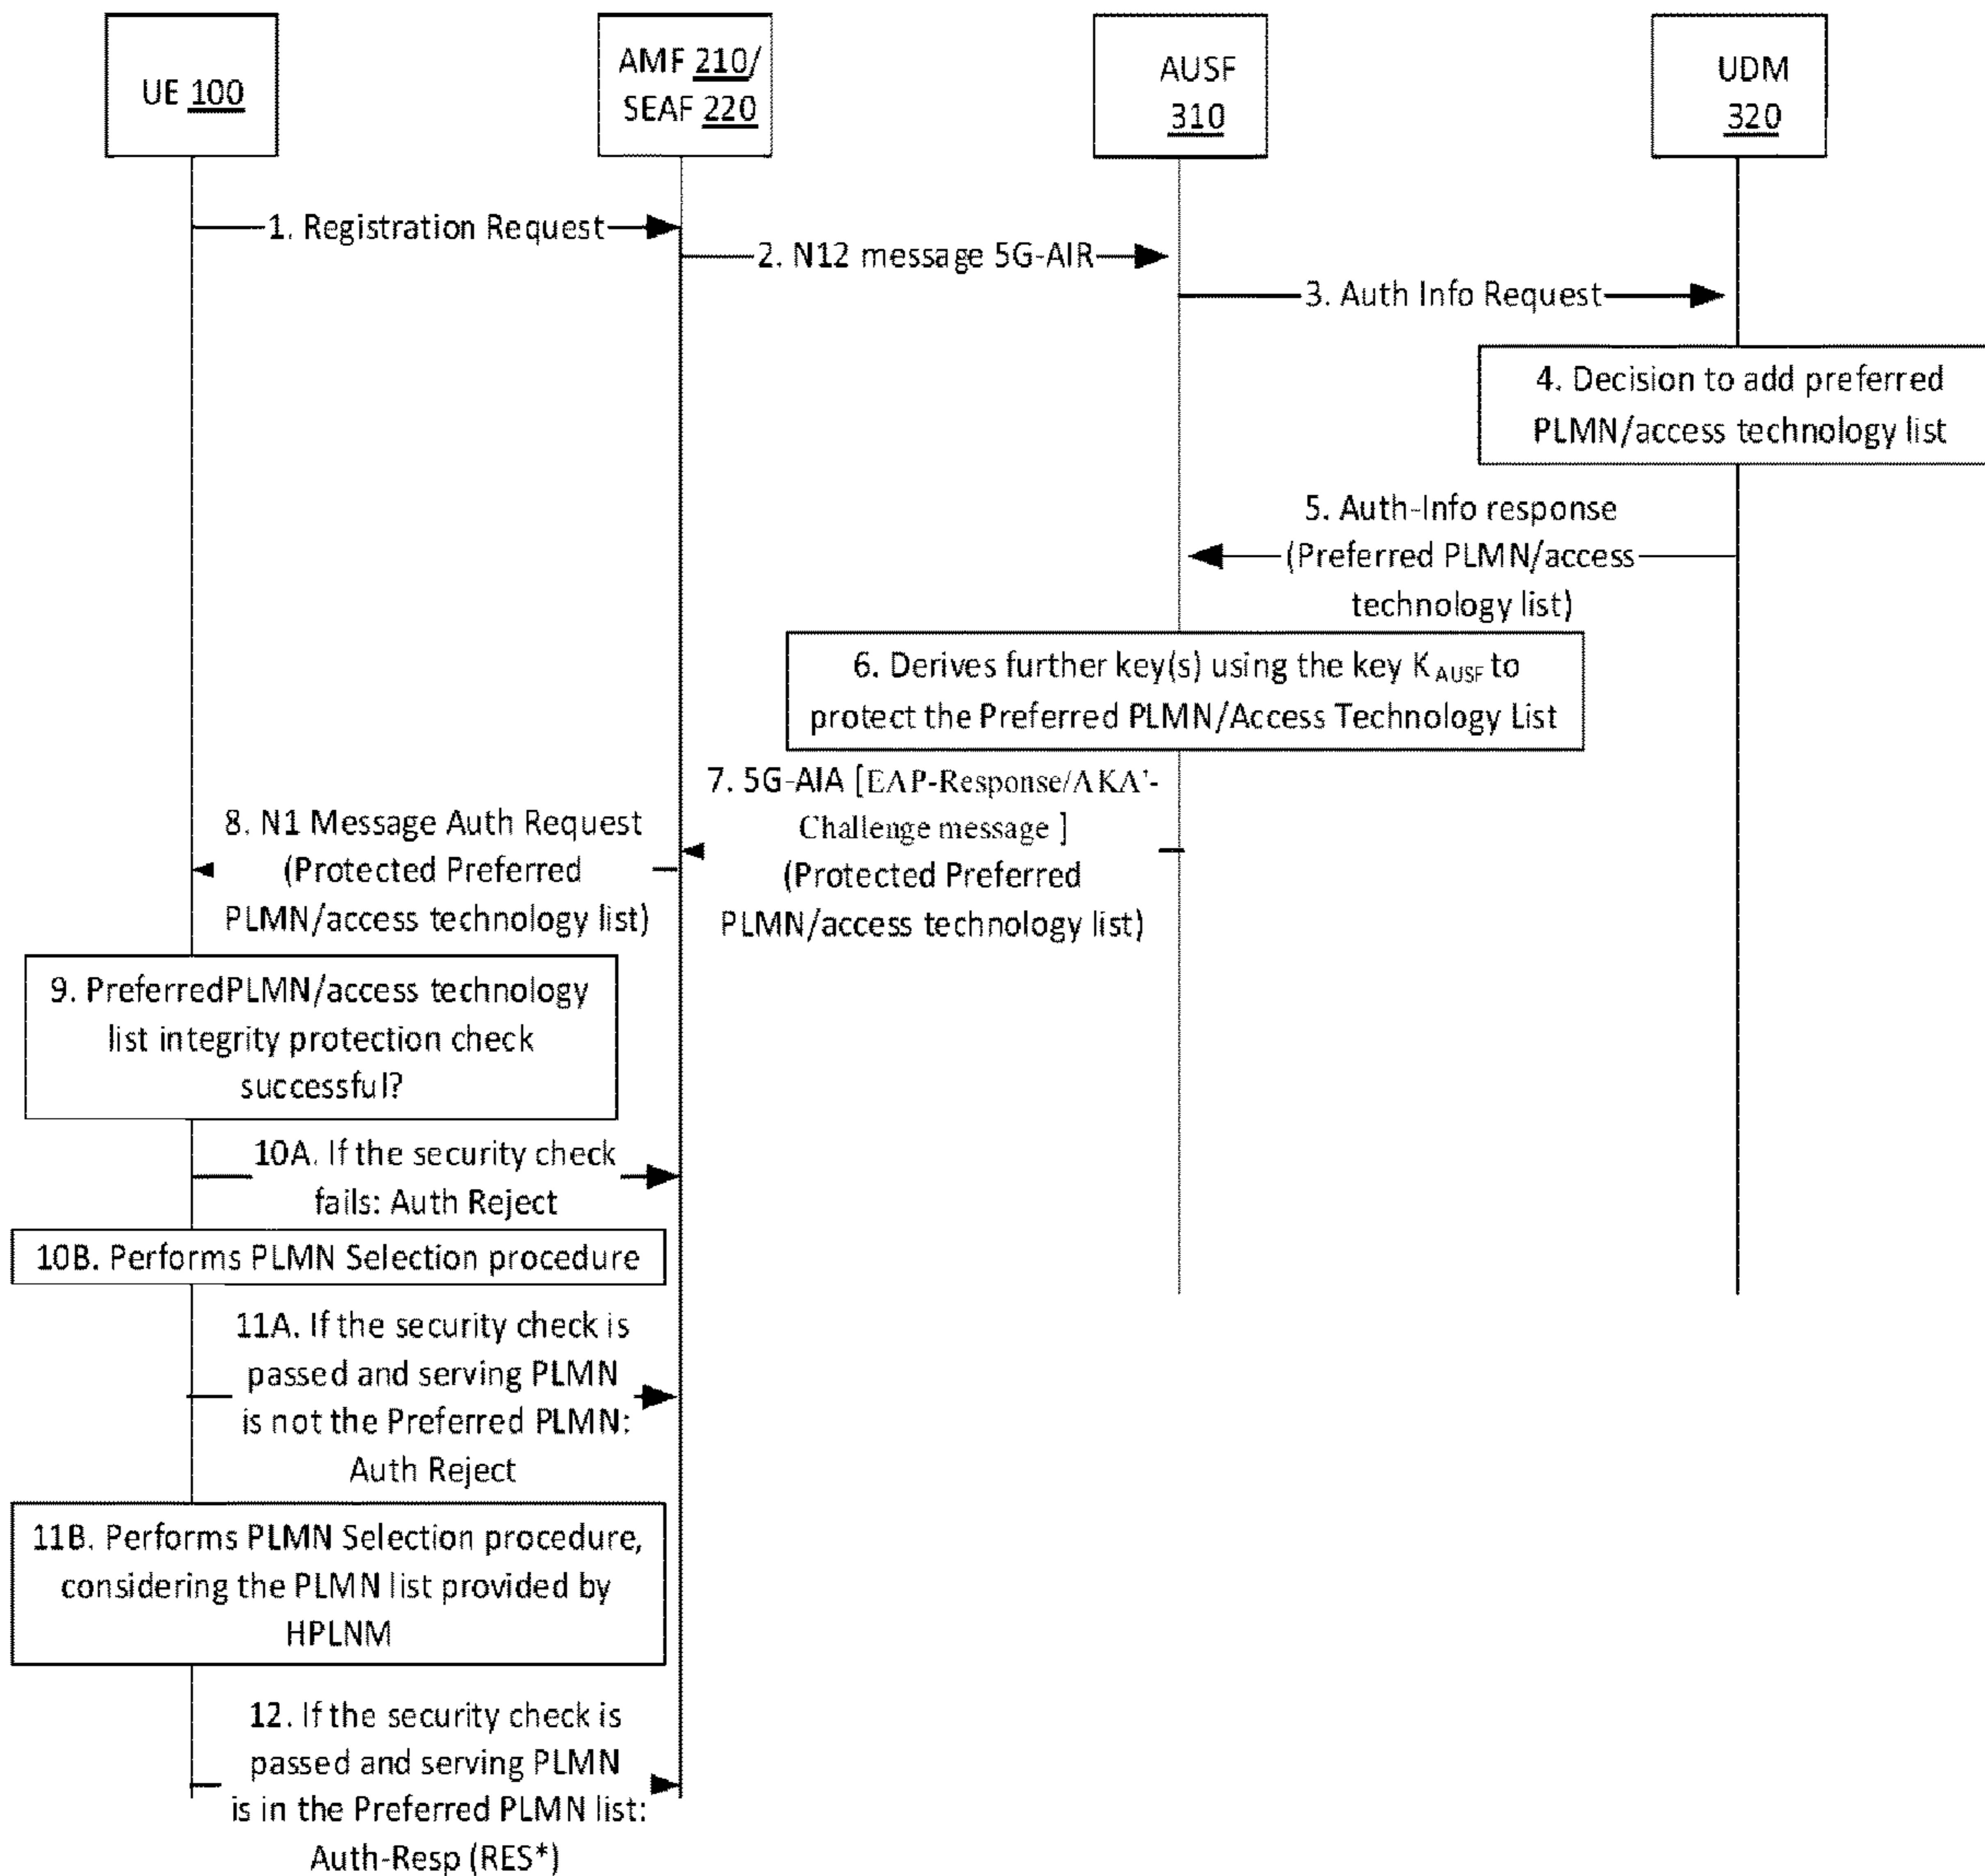 UE 100
AMF 210/
SEAF 220
AUSF
310
UDM
320
1. Registration Request
2. N12 message 5G-AIR
3. Auth Info Request
4. Decision to add preferred
PLMN/access technology list
5. Auth-Info response
(Preferred PLMN/access
technology list)
6. Derives further key(s) using the key K AUSF to
protect the Preferred PLMN/Access Technology List
7. 5G-AIA [EAP-Response/AKA'-
Challenge message ]
(Protected Preferred
PLMN/access technology list)
8. N1 Message Auth Request
(Protected Preferred
PLMN/access technology list)
9. PreferredPLMN/access technology
list integrity protection check
successful?
10A. If the security check
fails: Auth Reject
10B. Performs PLMN Selection procedure
11A. If the security check is
passed and serving PLMN
is not the Preferred PLMN:
Auth Reject
11B. Performs PLMN Selection procedure,
considering the PLMN list provided by
HPLNM
12. If the security check is
passed and serving PLMN
is in the Preferred PLMN list:
Auth-Resp (RES*)